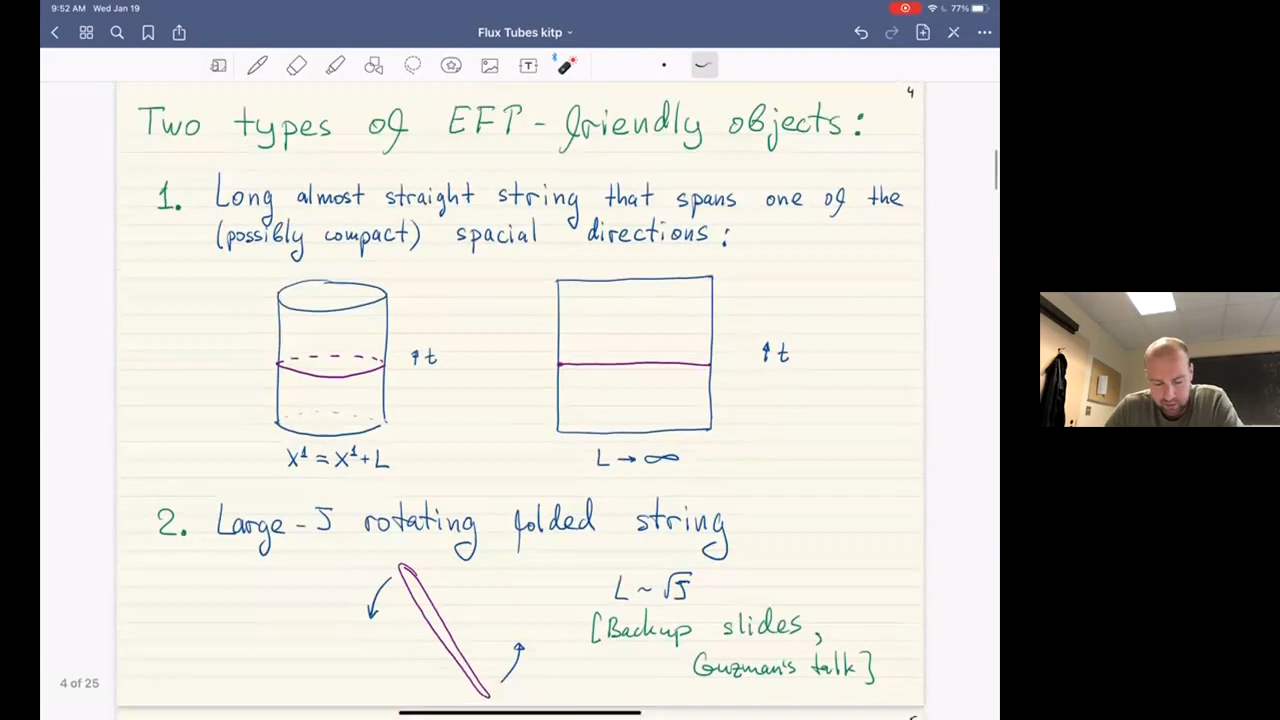 9:52 AM Wed Jan 19
77%
Flux Tubes kitp
4
Two types of EFT-friendly objects:
1. Long almost straight string that spans one of the
(possibly compact) spacial directions:
t
t
X¹ = X¹ + L
L → ∞
2. Large-J rotating folded string
L ~ √J
[Backup slides,
Guzman's talk]
4 of 25